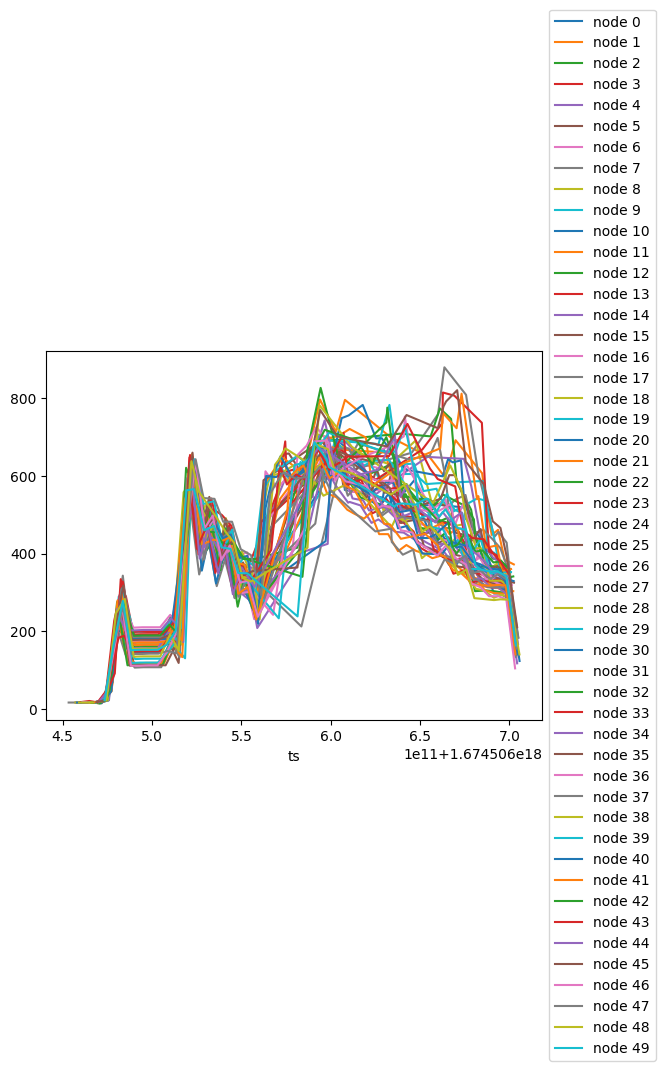 800
600
400
200
0
4.5 5.0 5.5 6.0 6.5 7.0
ts
1e11+1.674506e18
node 0
node 1
node 2
node 3
node 4
node 5
node 6
node 7
node 8
node 9
node 10
node 11
node 12
node 13
node 14
node 15
node 16
node 17
node 18
node 19
node 20
node 21
node 22
node 23
node 24
node 25
node 26
node 27
node 28
node 29
node 30
node 31
node 32
node 33
node 34
node 35
node 36
node 37
node 38
node 39
node 40
node 41
node 42
node 43
node 44
node 45
node 46
node 47
node 48
node 49